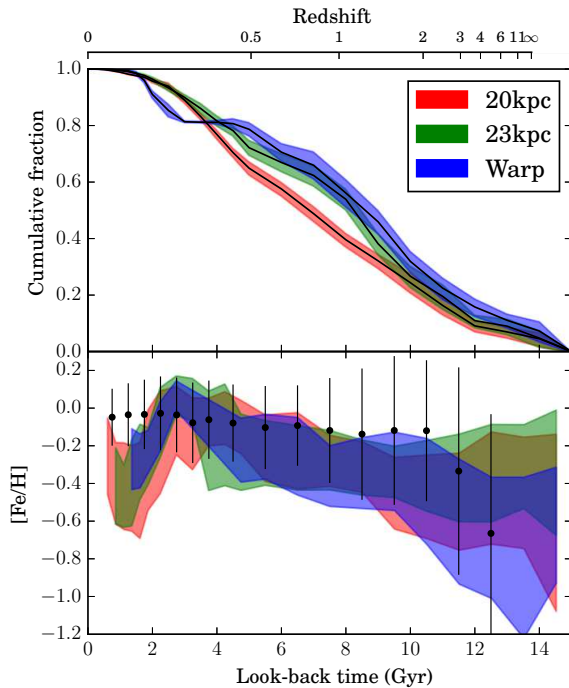 Redshift
0 0.5 1 2 3 4 6 11∞
1.0
0.8
0.6
0.4
0.2
0.0
Cumulative fraction
20kpc
23kpc
Warp
0.2
0.0
−0.2
−0.4
−0.6
−0.8
−1.0
−1.2
[Fe/H]
0 2 4 6 8 10 12 14
Look-back time (Gyr)